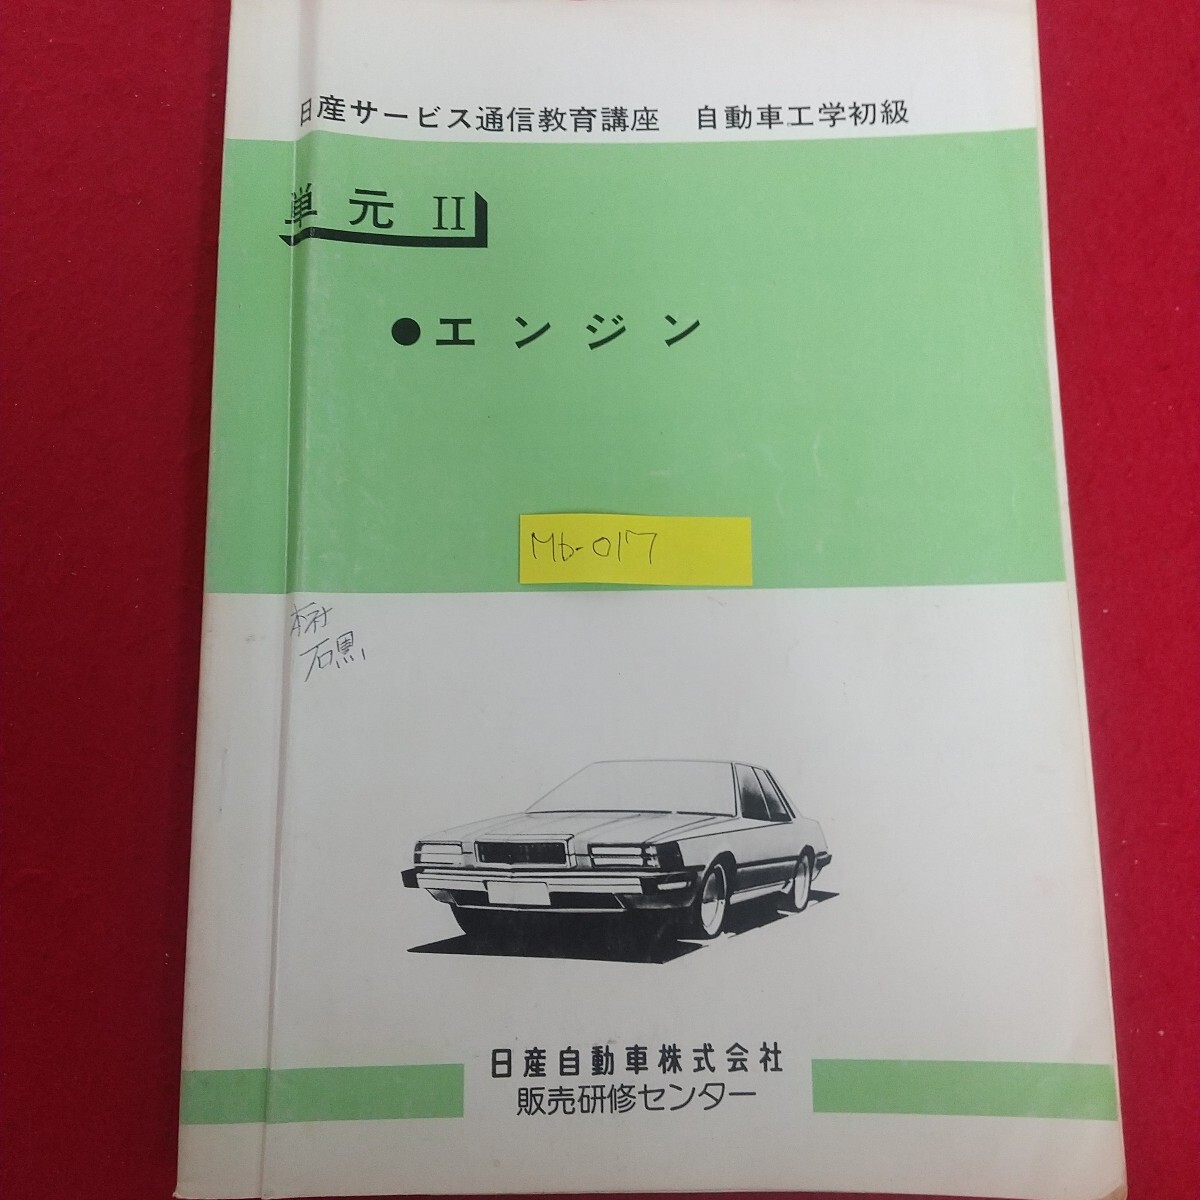 日産サービス通信教育講座 自動車工学初級
単元 II
●エンジン
Mb-017
本社
石黒
日産自動車株式会社
販売研修センター